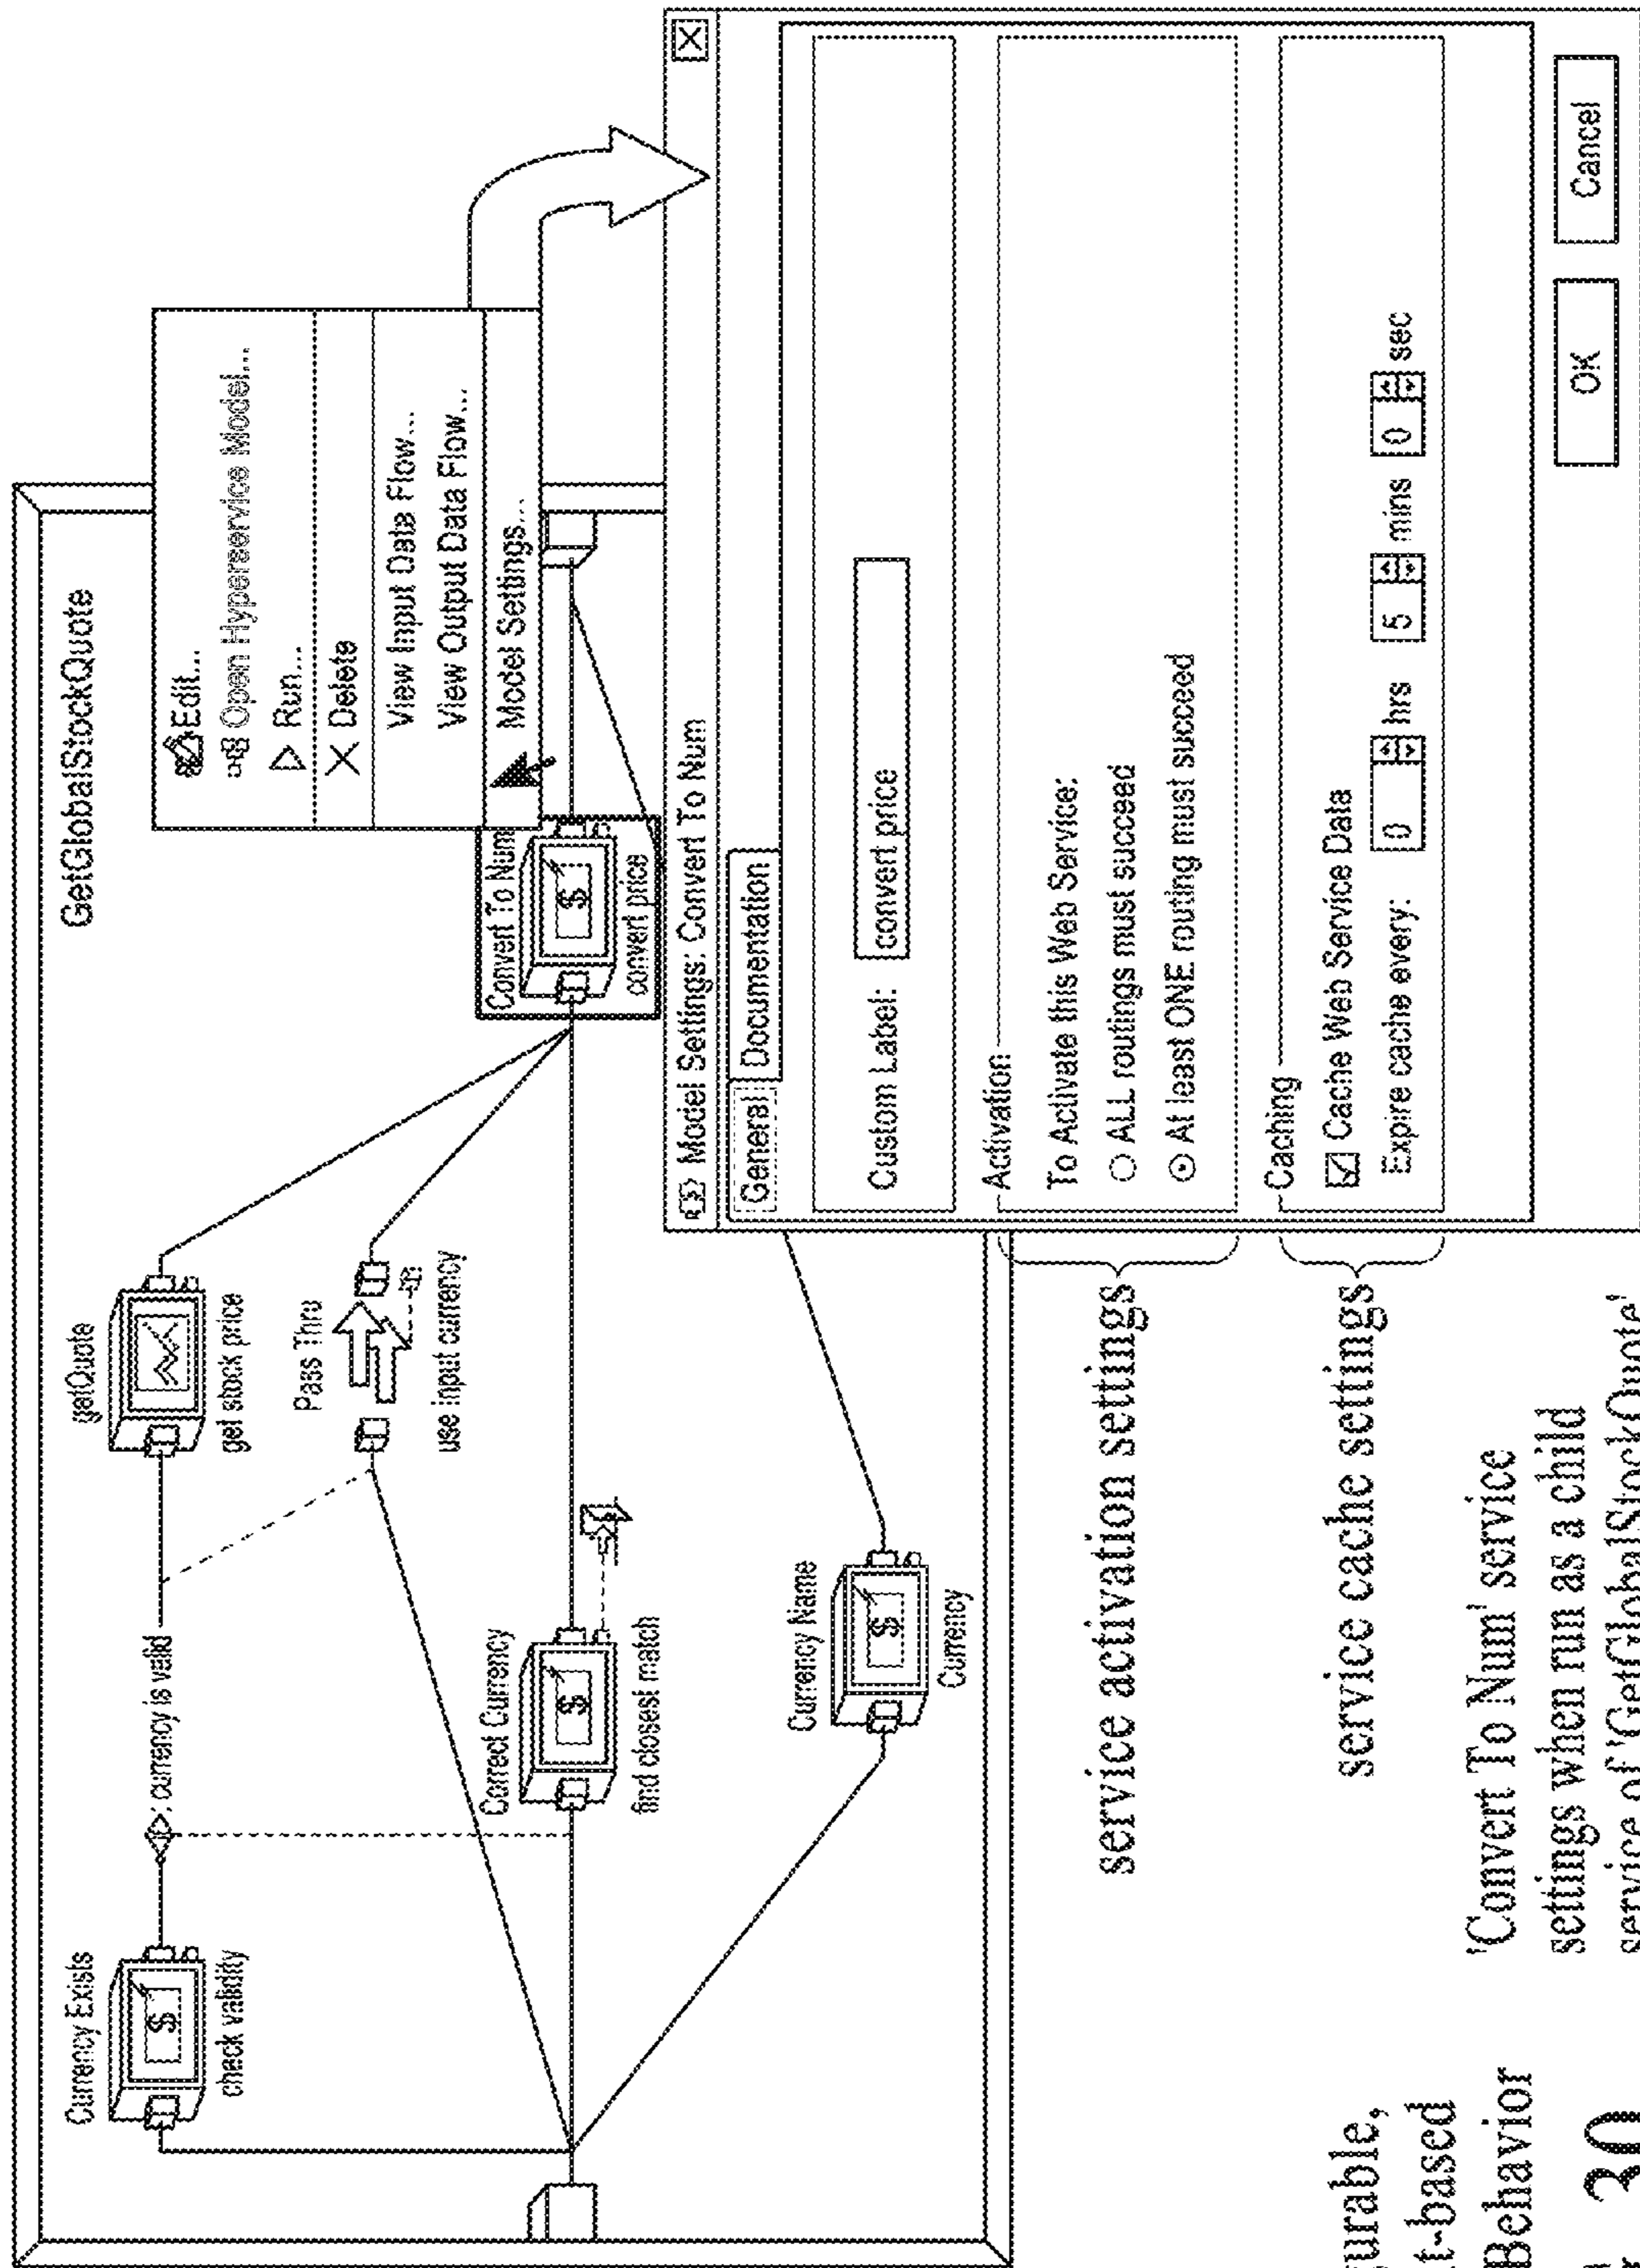 GetGlobalStockQuote
Currency Exists
check validity
: currency is valid
getQuote
get stock price
Pass Thru
use input currency
Correct Currency
find closest match
Currency Name
Currency
Convert To Num
convert price
Edit...
Open Hyperservice Model...
Run...
Delete
View Input Data Flow...
View Output Data Flow...
Model Settings...
Model Settings: Convert To Num
General Documentation
Custom Label: convert price
Activation
To Activate this Web Service:
ALL routings must succeed
At least ONE routing must succeed
Caching
Cache Web Service Data
Expire cache every: 0 hrs 5 mins 0 sec
OK Cancel
service activation settings
service cache settings
'Convert To Num' service
settings when run as a child
service of 'GetGlobalStockQuote'
urable,
t-based
Behavior
30